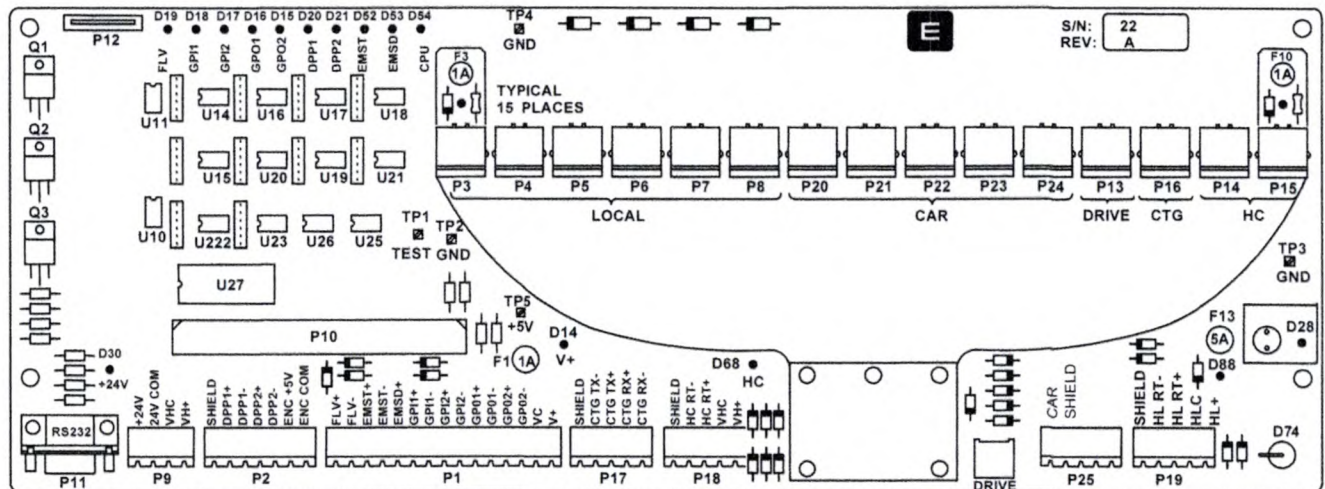 D19 D18 D17 D16 D15 D20 D21 D52 D53 D54
P12
FLV GPI1 GPI2 GPO1 GPO2 DPP1 DPP2 EMST EMSD CPU
TP4
GND
E
S/N: 22
REV: A
Q1
F3
1A
F10
1A
TYPICAL
15 PLACES
U11 U14 U16 U17 U18
Q2
U15 U20 U19 U21
P3 P4 P5 P6 P7 P8 P20 P21 P22 P23 P24 P13 P16 P14 P15
LOCAL CAR DRIVE CTG HC
Q3
U10 U222 U23 U26 U25
TP1
TEST
TP2
GND
TP3
GND
U27
TP5
+5V
P10
D14
V+
F1 1A
F13
5A
D28
D30
+24V
D68
HC
D88
RS232
P11
+24V
24V COM
VHC
VH+
P9
SHIELD
DPP1+
DPP1-
DPP2+
DPP2-
ENC +5V
ENC COM
P2
FLV+
FLV-
EMST+
EMST-
EMSD+
GPI1+
GPI1-
GPI2+
GPI2-
GP01+
GP01-
GP02+
GP02-
VC
V+
P1
SHIELD
CTG TX-
CTG TX+
CTG RX+
CTG RX-
P17
SHIELD
HC RT-
HC RT+
VHC
VH+
P18
DRIVE
CAR
SHIELD
P25
SHIELD
HL RT-
HL RT+
HLC
HL+
P19
D74